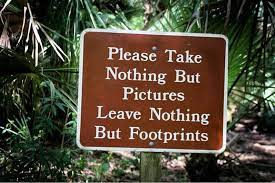 Please Take
Nothing But
Pictures
Leave Nothing
But Footprints